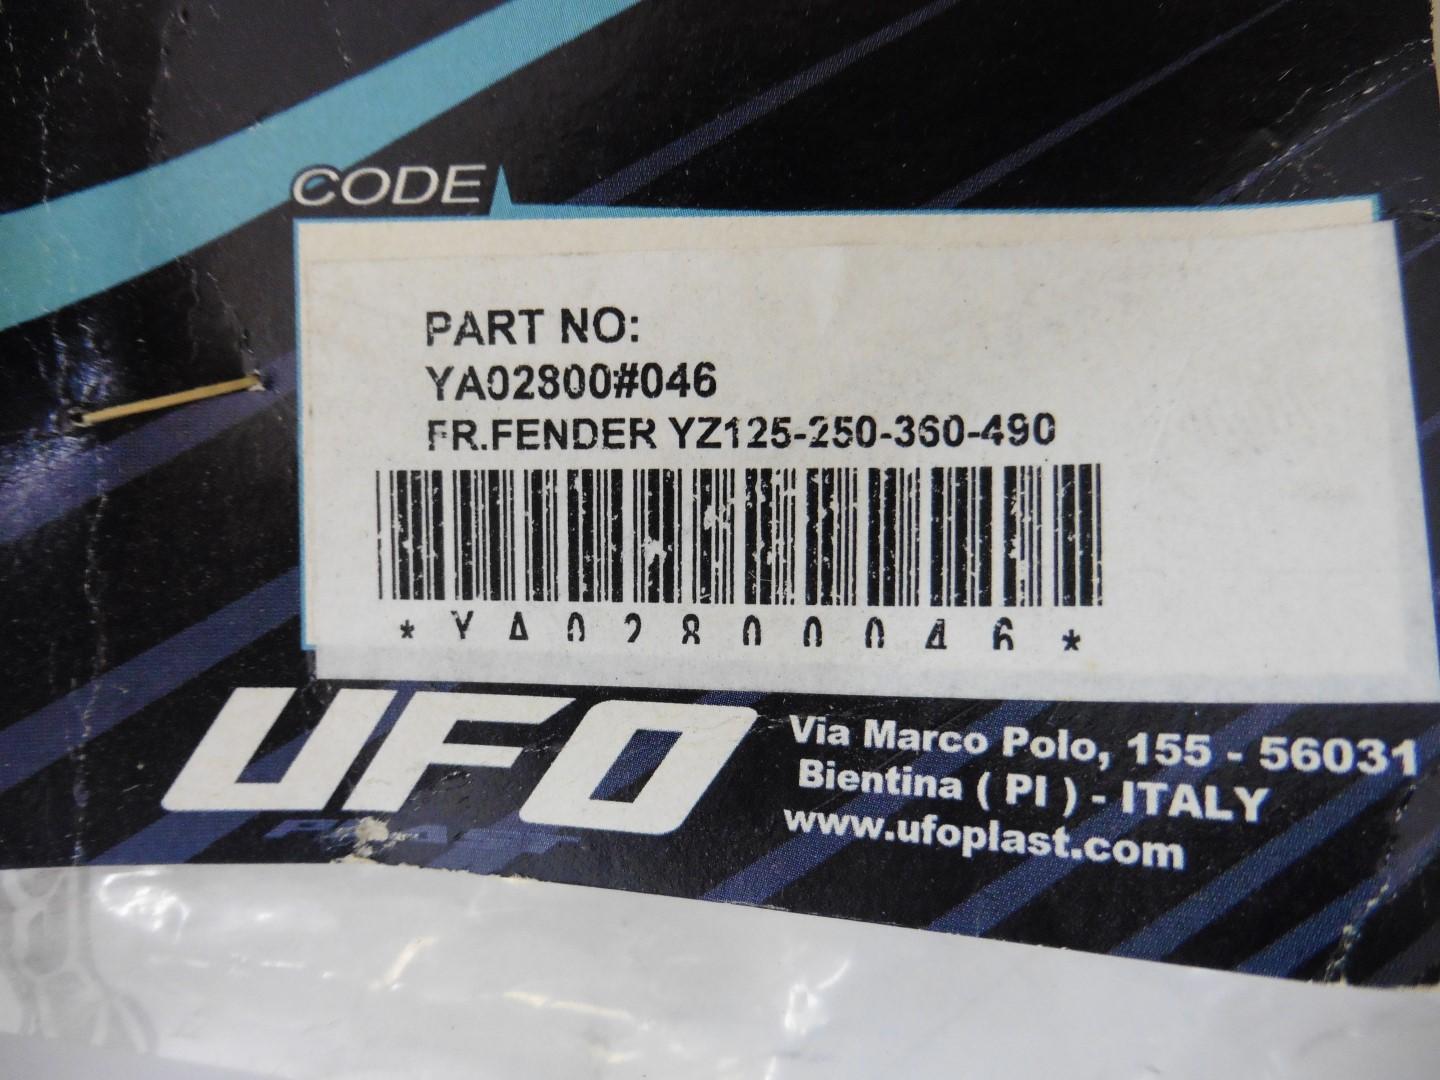 CODE
PART NO:
YA02800#046
FR.FENDER YZ125-250-360-490
*YA02800046*
UFO
PLAST
Via Marco Polo, 155 - 56031
Bientina ( PI ) - ITALY
www.ufoplast.com